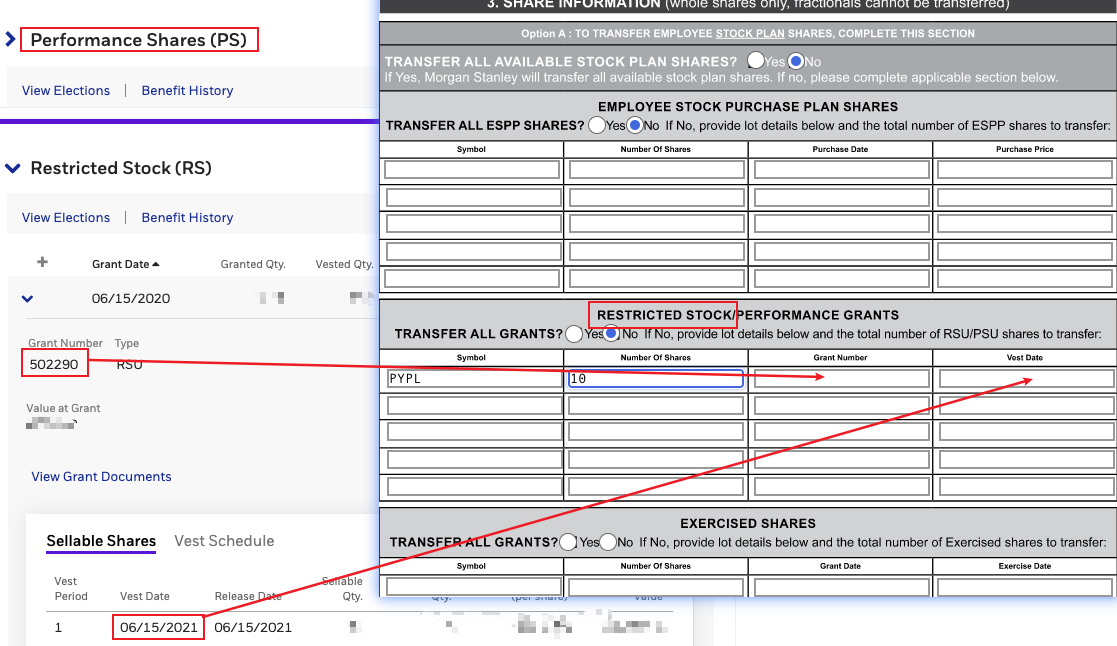 Performance Shares (PS)
View Elections | Benefit History
Restricted Stock (RS)
View Elections | Benefit History
Grant Date Granted Qty. Vested Qty.
06/15/2020
Grant Number Type
502290 RSU
Value at Grant
View Grant Documents
Sellable Shares Vest Schedule
Vest Period Vest Date Release Date Sellable Qty. Qty. (per share) Value
1 06/15/2021 06/15/2021
3. SHARE INFORMATION (whole shares only, fractionals cannot be transferred)
Option A : TO TRANSFER EMPLOYEE STOCK PLAN SHARES, COMPLETE THIS SECTION
TRANSFER ALL AVAILABLE STOCK PLAN SHARES? Yes No
If Yes, Morgan Stanley will transfer all available stock plan shares. If no, please complete applicable section below.
EMPLOYEE STOCK PURCHASE PLAN SHARES
TRANSFER ALL ESPP SHARES? Yes No If No, provide lot details below and the total number of ESPP shares to transfer:
Symbol Number Of Shares Purchase Date Purchase Price
RESTRICTED STOCK/PERFORMANCE GRANTS
TRANSFER ALL GRANTS? Yes No If No, provide lot details below and the total number of RSU/PSU shares to transfer:
Symbol Number Of Shares Grant Number Vest Date
PYPL 10
EXERCISED SHARES
TRANSFER ALL GRANTS? Yes No If No, provide lot details below and the total number of Exercised shares to transfer:
Symbol Number Of Shares Grant Date Exercise Date